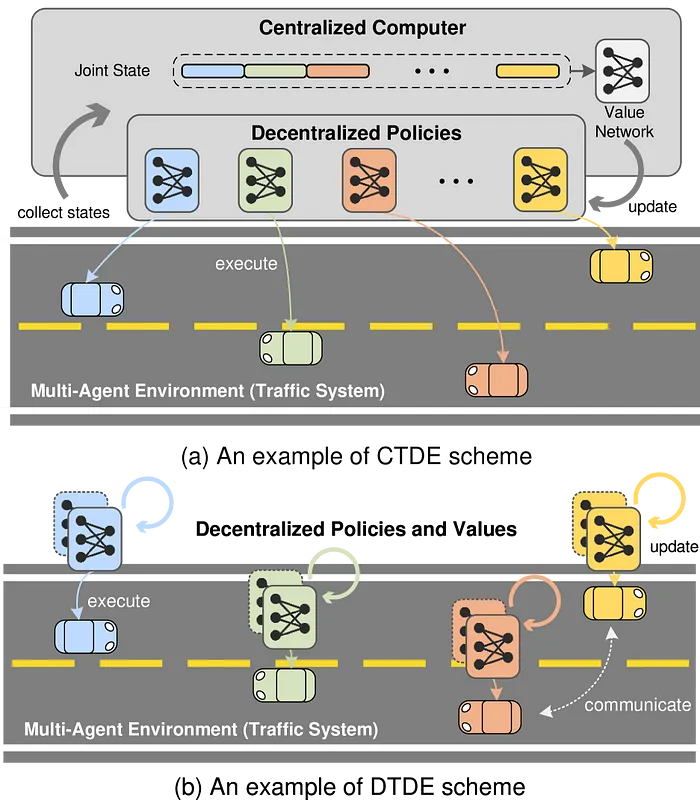 Centralized Computer
Joint State
Value
Network
Decentralized Policies
collect states
update
execute
Multi-Agent Environment (Traffic System)
(a) An example of CTDE scheme
Decentralized Policies and Values
update
execute
communicate
Multi-Agent Environment (Traffic System)
(b) An example of DTDE scheme